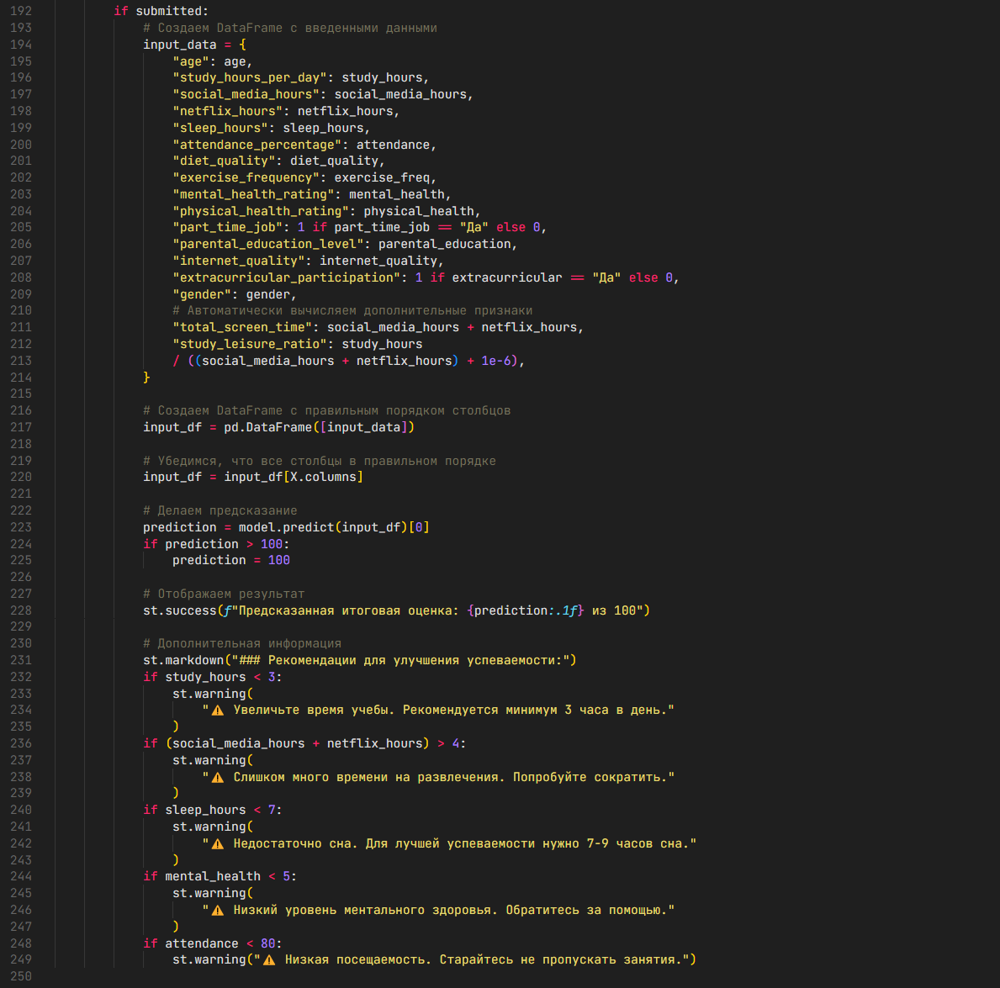 192 if submitted:
193 # Создаем DataFrame с введенными данными
194 input_data = {
195 "age": age,
196 "study_hours_per_day": study_hours,
197 "social_media_hours": social_media_hours,
198 "netflix_hours": netflix_hours,
199 "sleep_hours": sleep_hours,
200 "attendance_percentage": attendance,
201 "diet_quality": diet_quality,
202 "exercise_frequency": exercise_freq,
203 "mental_health_rating": mental_health,
204 "physical_health_rating": physical_health,
205 "part_time_job": 1 if part_time_job == "Да" else 0,
206 "parental_education_level": parental_education,
207 "internet_quality": internet_quality,
208 "extracurricular_participation": 1 if extracurricular == "Да" else 0,
209 "gender": gender,
210 # Автоматически вычисляем дополнительные признаки
211 "total_screen_time": social_media_hours + netflix_hours,
212 "study_leisure_ratio": study_hours
213 / ((social_media_hours + netflix_hours) + 1e-6),
214 }
215
216 # Создаем DataFrame с правильным порядком столбцов
217 input_df = pd.DataFrame([input_data])
218
219 # Убедимся, что все столбцы в правильном порядке
220 input_df = input_df[X.columns]
221
222 # Делаем предсказание
223 prediction = model.predict(input_df)[0]
224 if prediction > 100:
225 prediction = 100
226
227 # Отображаем результат
228 st.success(f"Предсказанная итоговая оценка: {prediction:.1f} из 100")
229
230 # Дополнительная информация
231 st.markdown("### Рекомендации для улучшения успеваемости:")
232 if study_hours < 3:
233 st.warning(
234 "⚠️ Увеличьте время учебы. Рекомендуется минимум 3 часа в день."
235 )
236 if (social_media_hours + netflix_hours) > 4:
237 st.warning(
238 "⚠️ Слишком много времени на развлечения. Попробуйте сократить."
239 )
240 if sleep_hours < 7:
241 st.warning(
242 "⚠️ Недостаточно сна. Для лучшей успеваемости нужно 7-9 часов сна."
243 )
244 if mental_health < 5:
245 st.warning(
246 "⚠️ Низкий уровень ментального здоровья. Обратитесь за помощью."
247 )
248 if attendance < 80:
249 st.warning("⚠️ Низкая посещаемость. Старайтесь не пропускать занятия.")
250